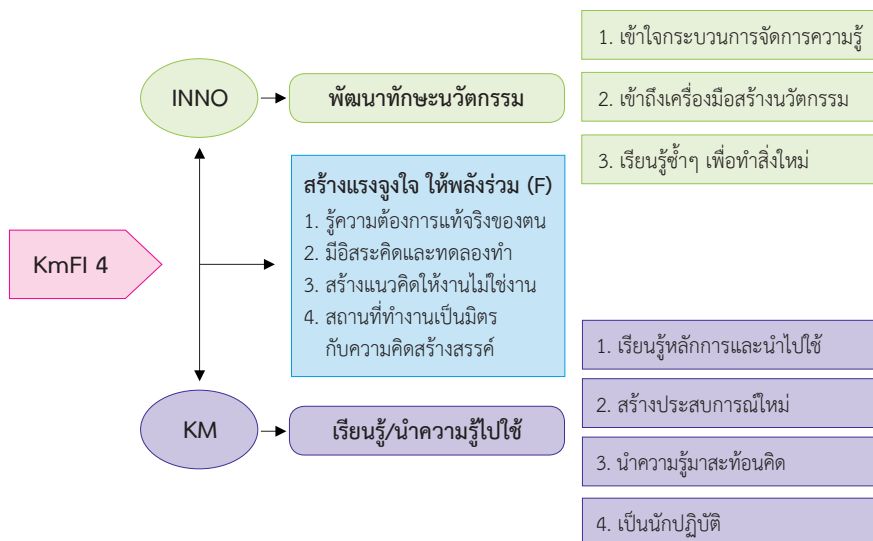 KmFI 4
INNO
พัฒนาทักษะนวัตกรรม
1. เข้าใจกระบวนการจัดการความรู้
2. เข้าถึงเครื่องมือสร้างนวัตกรรม
3. เรียนรู้ซ้ำๆ เพื่อทำสิ่งใหม่
สร้างแรงจูงใจ ให้พลังร่วม (F)
1. รู้ความต้องการแท้จริงของตน
2. มีอิสระคิดและทดลองทำ
3. สร้างแนวคิดให้งานไม่ใช่งาน
4. สถานที่ทำงานเป็นมิตร
กับความคิดสร้างสรรค์
KM
เรียนรู้/นำความรู้ไปใช้
1. เรียนรู้หลักการและนำไปใช้
2. สร้างประสบการณ์ใหม่
3. นำความรู้มาสะท้อนคิด
4. เป็นนักปฏิบัติ